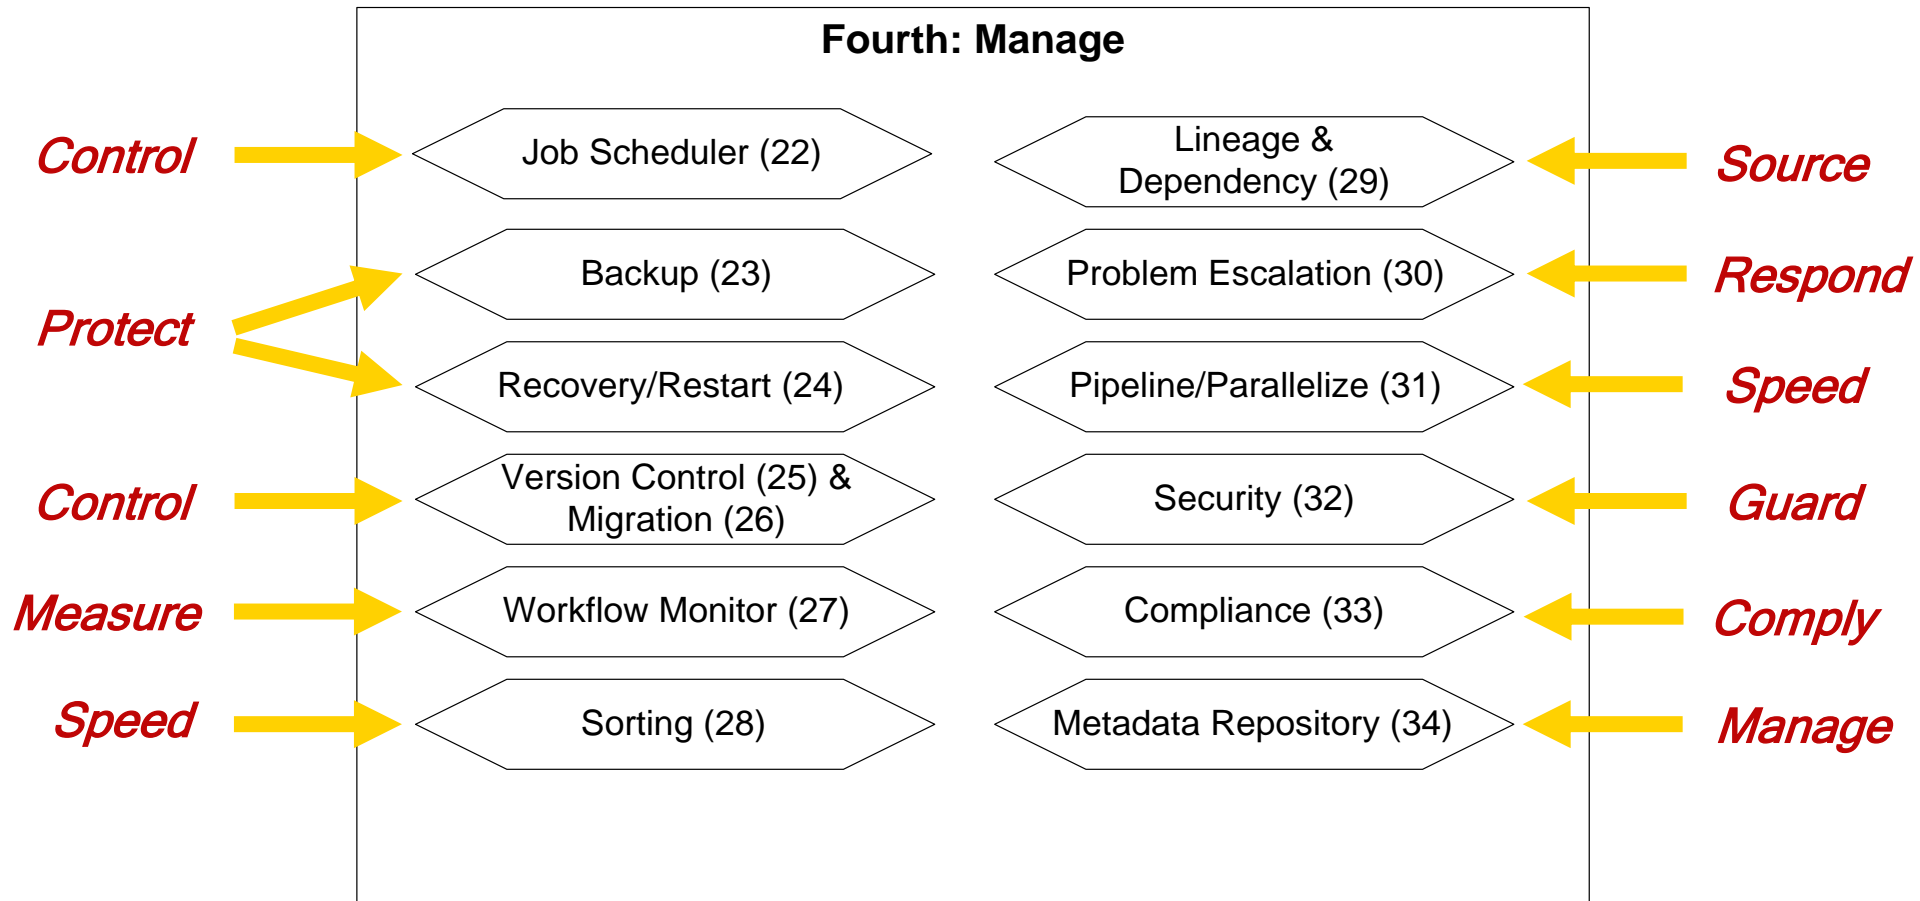 Fourth: Manage
Control
Job Scheduler (22)
Lineage &
Dependency (29)
Source
Protect
Backup (23)
Problem Escalation (30)
Respond
Recovery/Restart (24)
Pipeline/Parallelize (31)
Speed
Control
Version Control (25) &
Migration (26)
Security (32)
Guard
Measure
Workflow Monitor (27)
Compliance (33)
Comply
Speed
Sorting (28)
Metadata Repository (34)
Manage